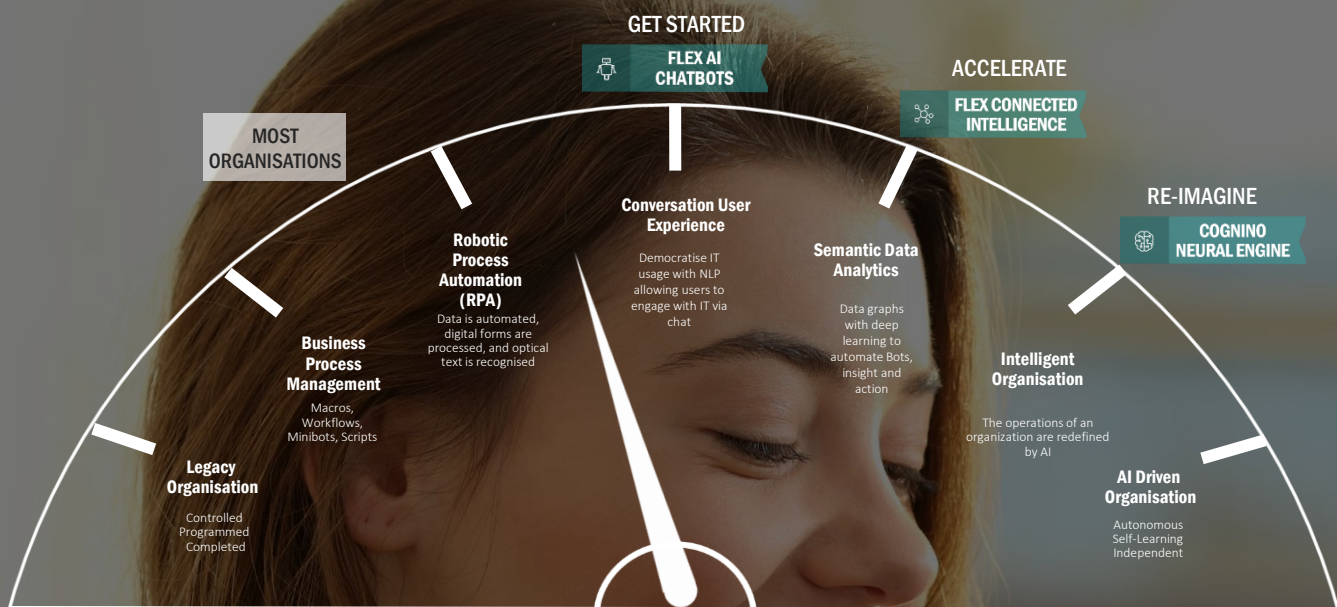 GET STARTED
FLEX AI
CHATBOTS
ACCELERATE
FLEX CONNECTED
INTELLIGENCE
MOST
ORGANISATIONS
RE-IMAGINE
COGNINO
NEURAL ENGINE
Legacy
Organisation
Controlled
Programmed
Completed
Business
Process
Management
Macros,
Workflows,
Minibots, Scripts
Robotic
Process
Automation
(RPA)
Data is automated,
digital forms are
processed, and optical
text is recognised
Conversation User
Experience
Democratise IT
usage with NLP
allowing users to
engage with IT via
chat
Semantic Data
Analytics
Data graphs
with deep
learning to
automate Bots,
insight and
action
Intelligent
Organisation
The operations of an
organization are redefined
by AI
AI Driven
Organisation
Autonomous
Self-Learning
Independent